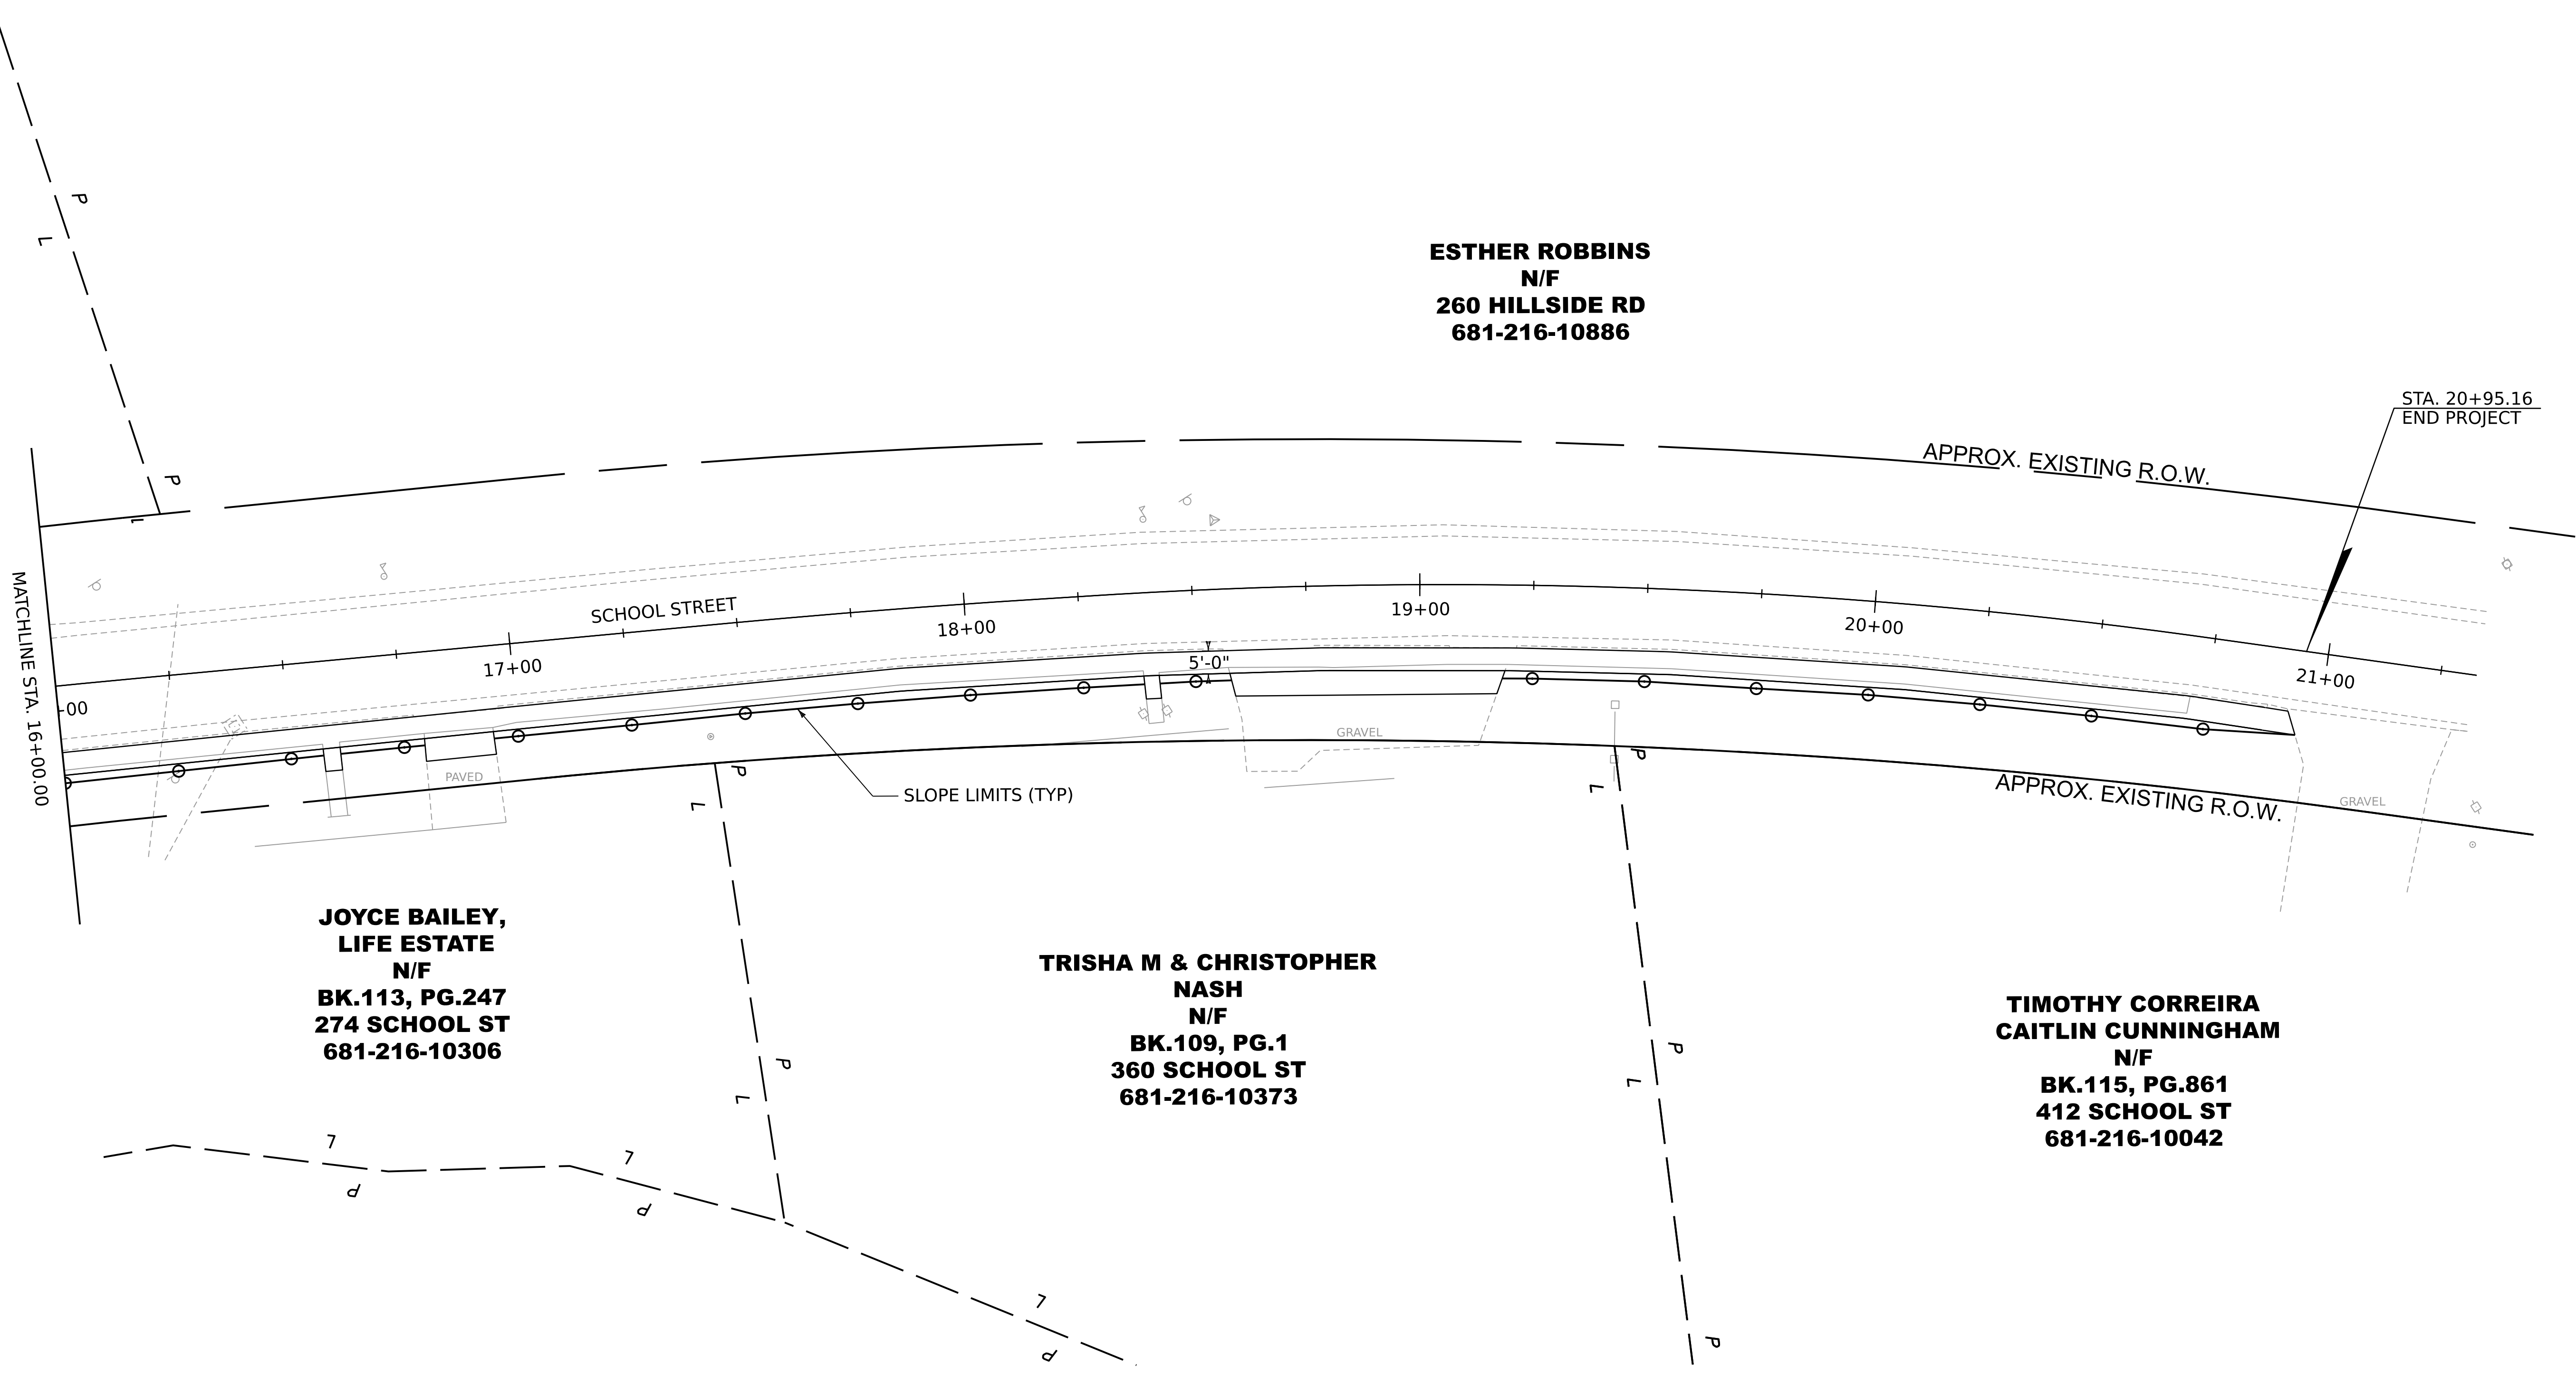 ESTHER ROBBINS
N/F
260 HILLSIDE RD
681-216-10886
STA. 20+95.16
END PROJECT
APPROX. EXISTING R.O.W.
P
L
P
L
MATCHLINE STA. 16+00.00
-00
SCHOOL STREET
17+00
18+00
19+00
20+00
21+00
5'-0"
PAVED
GRAVEL
GRAVEL
SLOPE LIMITS (TYP)
APPROX. EXISTING R.O.W.
P
L
P
L
P
L
P
L
P
JOYCE BAILEY,
LIFE ESTATE
N/F
BK.113, PG.247
274 SCHOOL ST
681-216-10306
TRISHA M & CHRISTOPHER
NASH
N/F
BK.109, PG.1
360 SCHOOL ST
681-216-10373
TIMOTHY CORREIRA
CAITLIN CUNNINGHAM
N/F
BK.115, PG.861
412 SCHOOL ST
681-216-10042
L
P
L
P
L
P